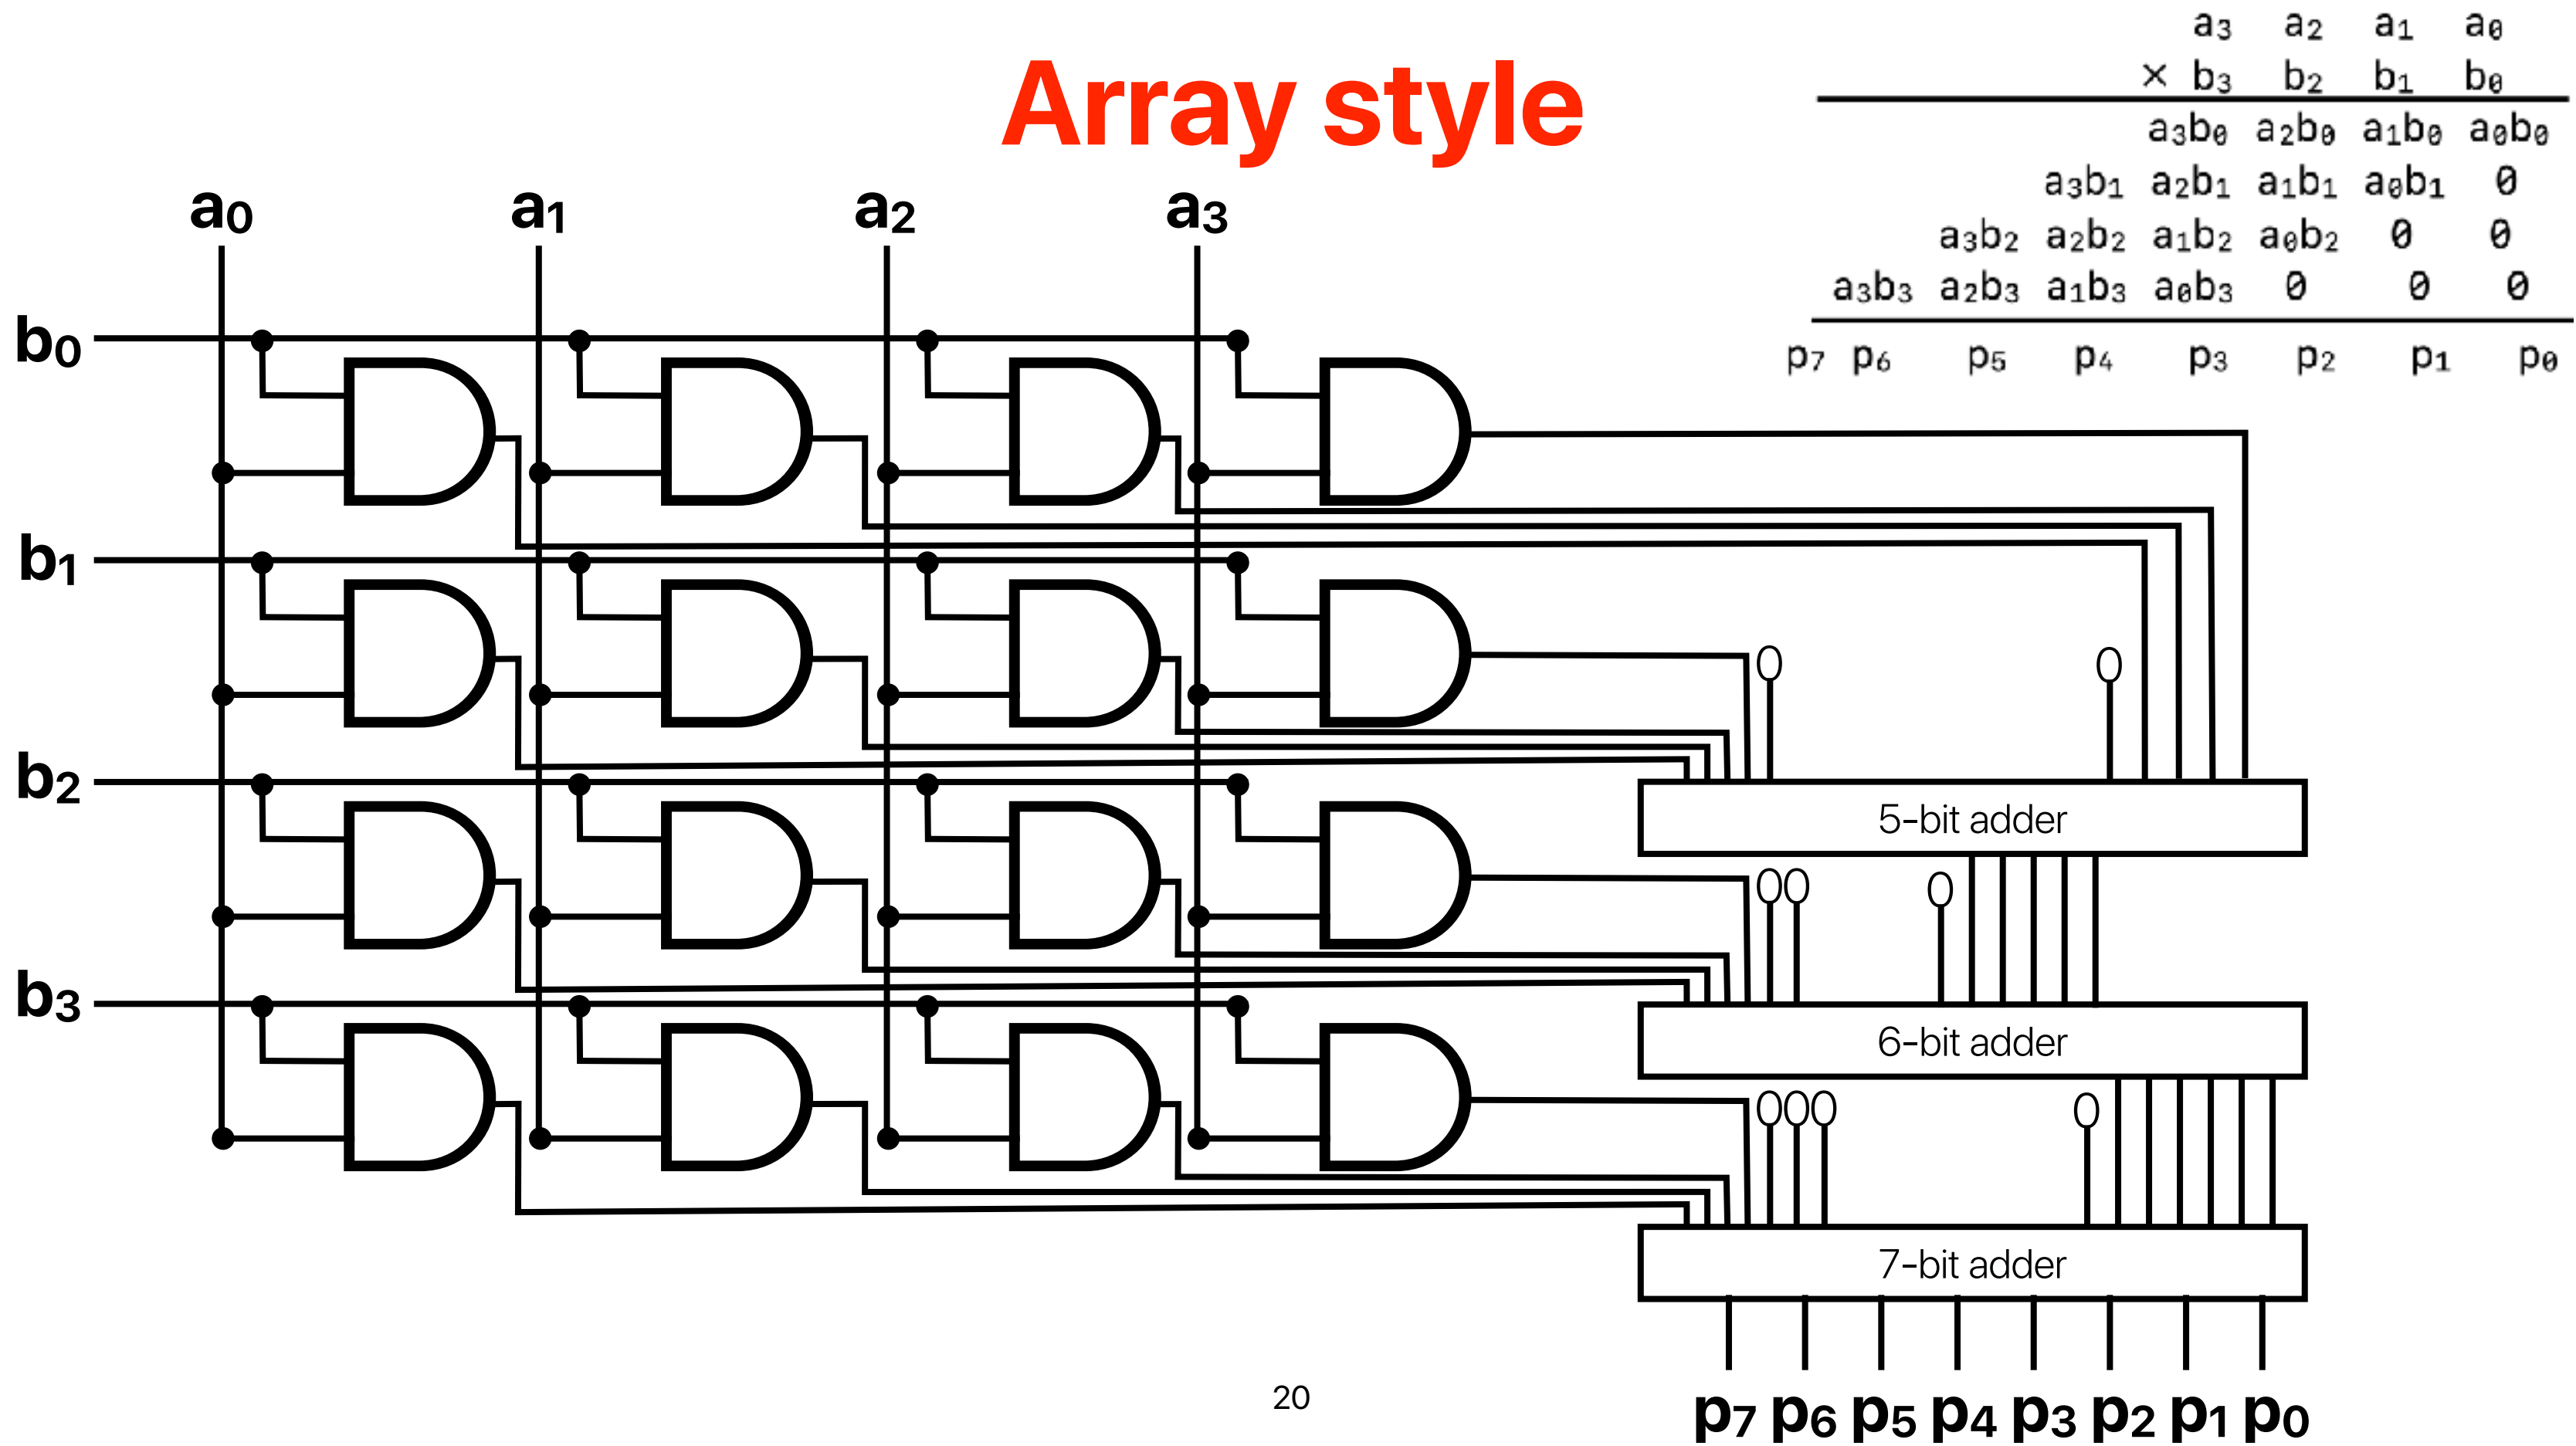 Array style
a₃ a₂ a₁ a₀
× b₃ b₂ b₁ b₀
a₃b₀ a₂b₀ a₁b₀ a₀b₀
a₃b₁ a₂b₁ a₁b₁ a₀b₁ 0
a₃b₂ a₂b₂ a₁b₂ a₀b₂ 0 0
a₃b₃ a₂b₃ a₁b₃ a₀b₃ 0 0 0
p₇ p₆ p₅ p₄ p₃ p₂ p₁ p₀
a₀ a₁ a₂ a₃
b₀
b₁
0 0
b₂
5-bit adder
00 0
b₃
6-bit adder
000 0
7-bit adder
p₇ p₆ p₅ p₄ p₃ p₂ p₁ p₀
20